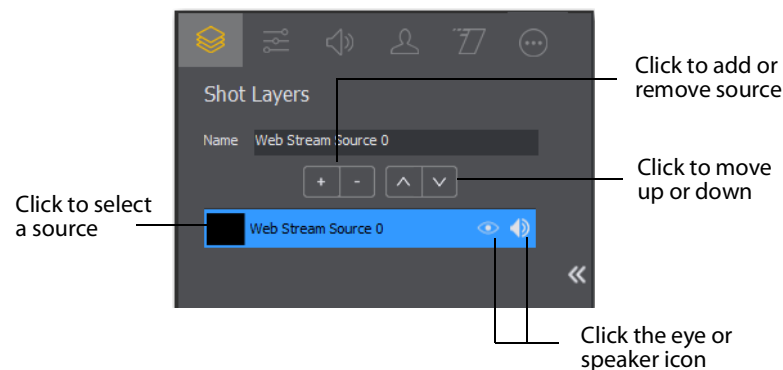 Shot Layers
Click to add or
remove source
Name Web Stream Source 0
+ -
Click to move
up or down
Click to select
a source
Web Stream Source 0
Click the eye or
speaker icon